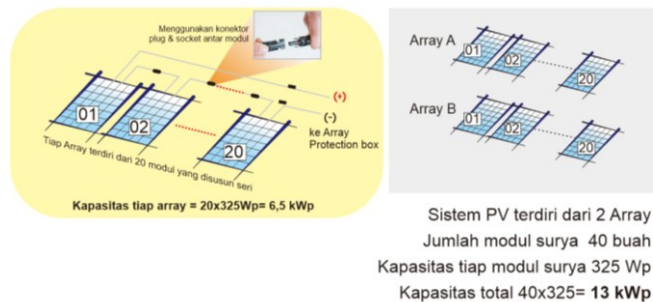 Menggunakan konektor
plug & socket antar modul
01
02
20
(+)
(-)
ke Array
Protection box
Tiap Array terdiri dari 20 modul yang disusun seri
Kapasitas tiap array = 20x325Wp= 6,5 kWp
Array A
01
02
20
Array B
01
02
20
Sistem PV terdiri dari 2 Array
Jumlah modul surya 40 buah
Kapasitas tiap modul surya 325 Wp
Kapasitas total 40x325= 13 kWp